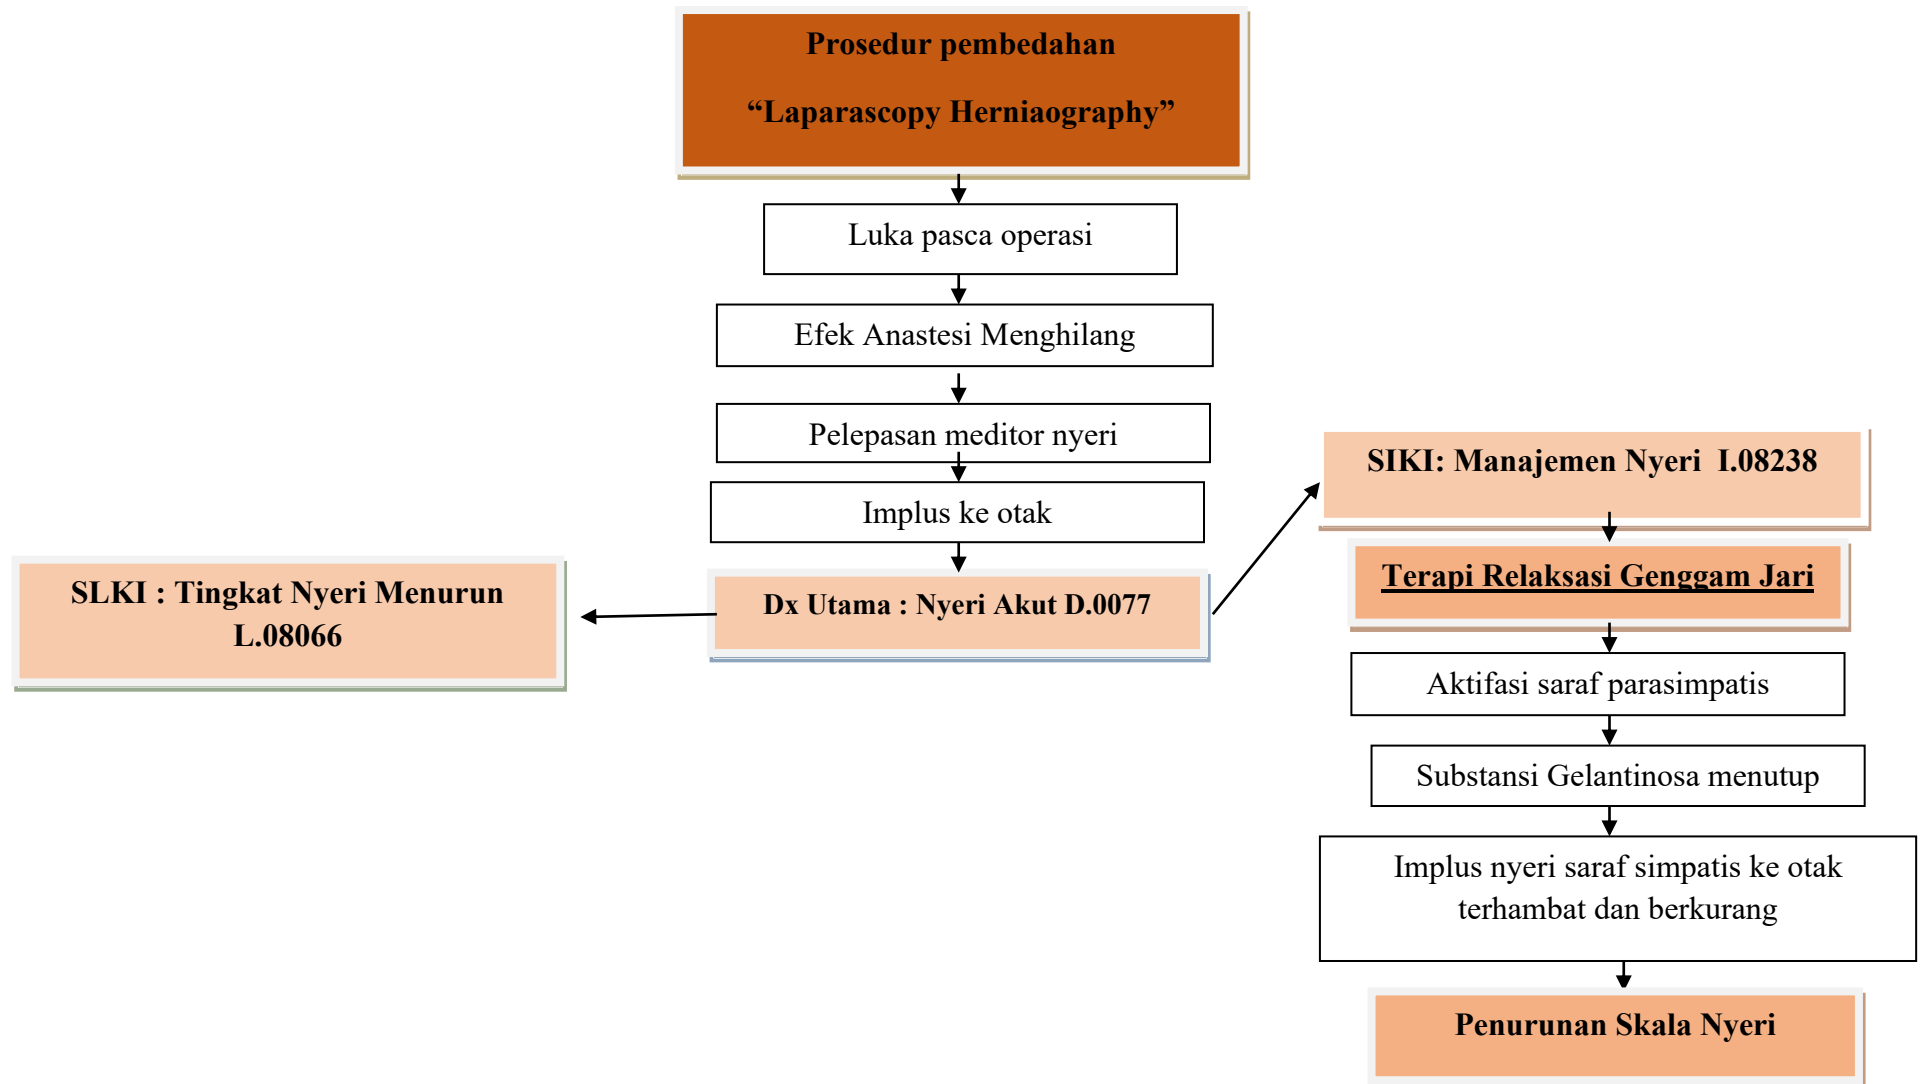 Prosedur pembedahan
“Laparascopy Herniaography”
Luka pasca operasi
Efek Anastesi Menghilang
Pelepasan meditor nyeri
Implus ke otak
Dx Utama : Nyeri Akut D.0077
SLKI : Tingkat Nyeri Menurun
L.08066
SIKI: Manajemen Nyeri I.08238
Terapi Relaksasi Genggam Jari
Aktifasi saraf parasimpatis
Substansi Gelantinosa menutup
Implus nyeri saraf simpatis ke otak
terhambat dan berkurang
Penurunan Skala Nyeri